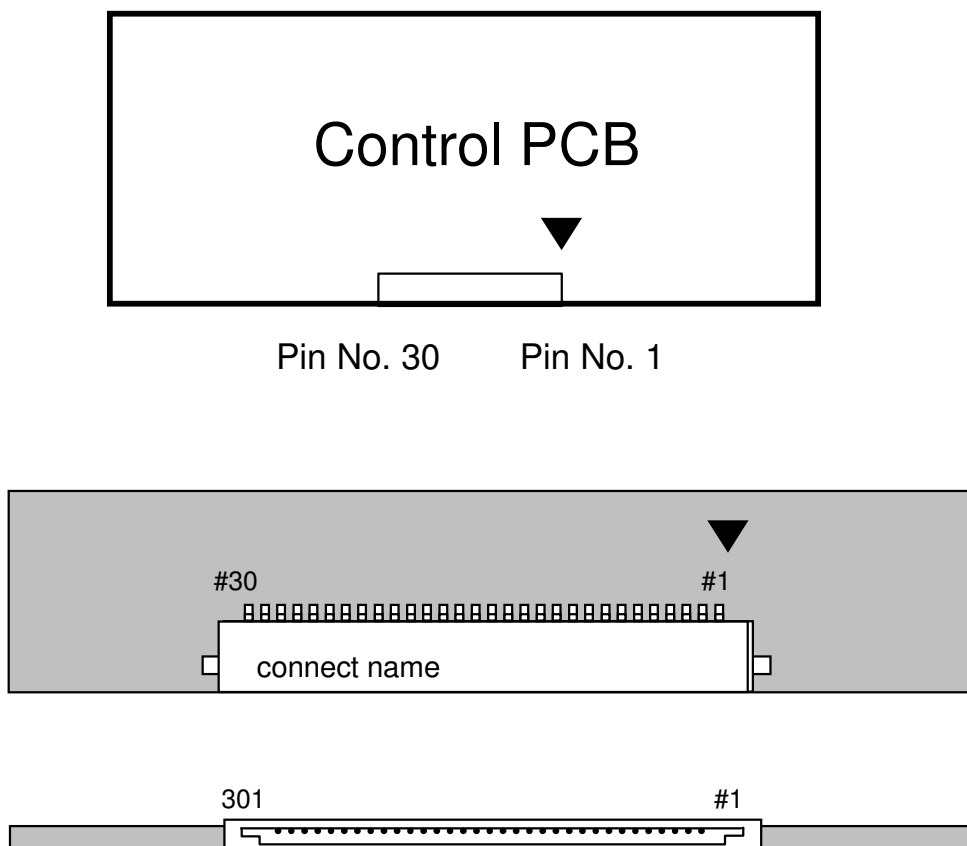 Control PCB
Pin No. 30 Pin No. 1
#30 #1
connect name
301 #1